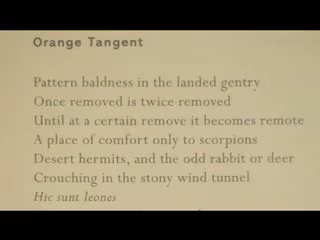 Orange Tangent
Pattern baldness in the landed gentry
Once removed is twice removed
Until at a certain remove it becomes remote
A place of comfort only to scorpions
Desert hermits, and the odd rabbit or deer
Crouching in the stony wind tunnel
Hic sunt leones